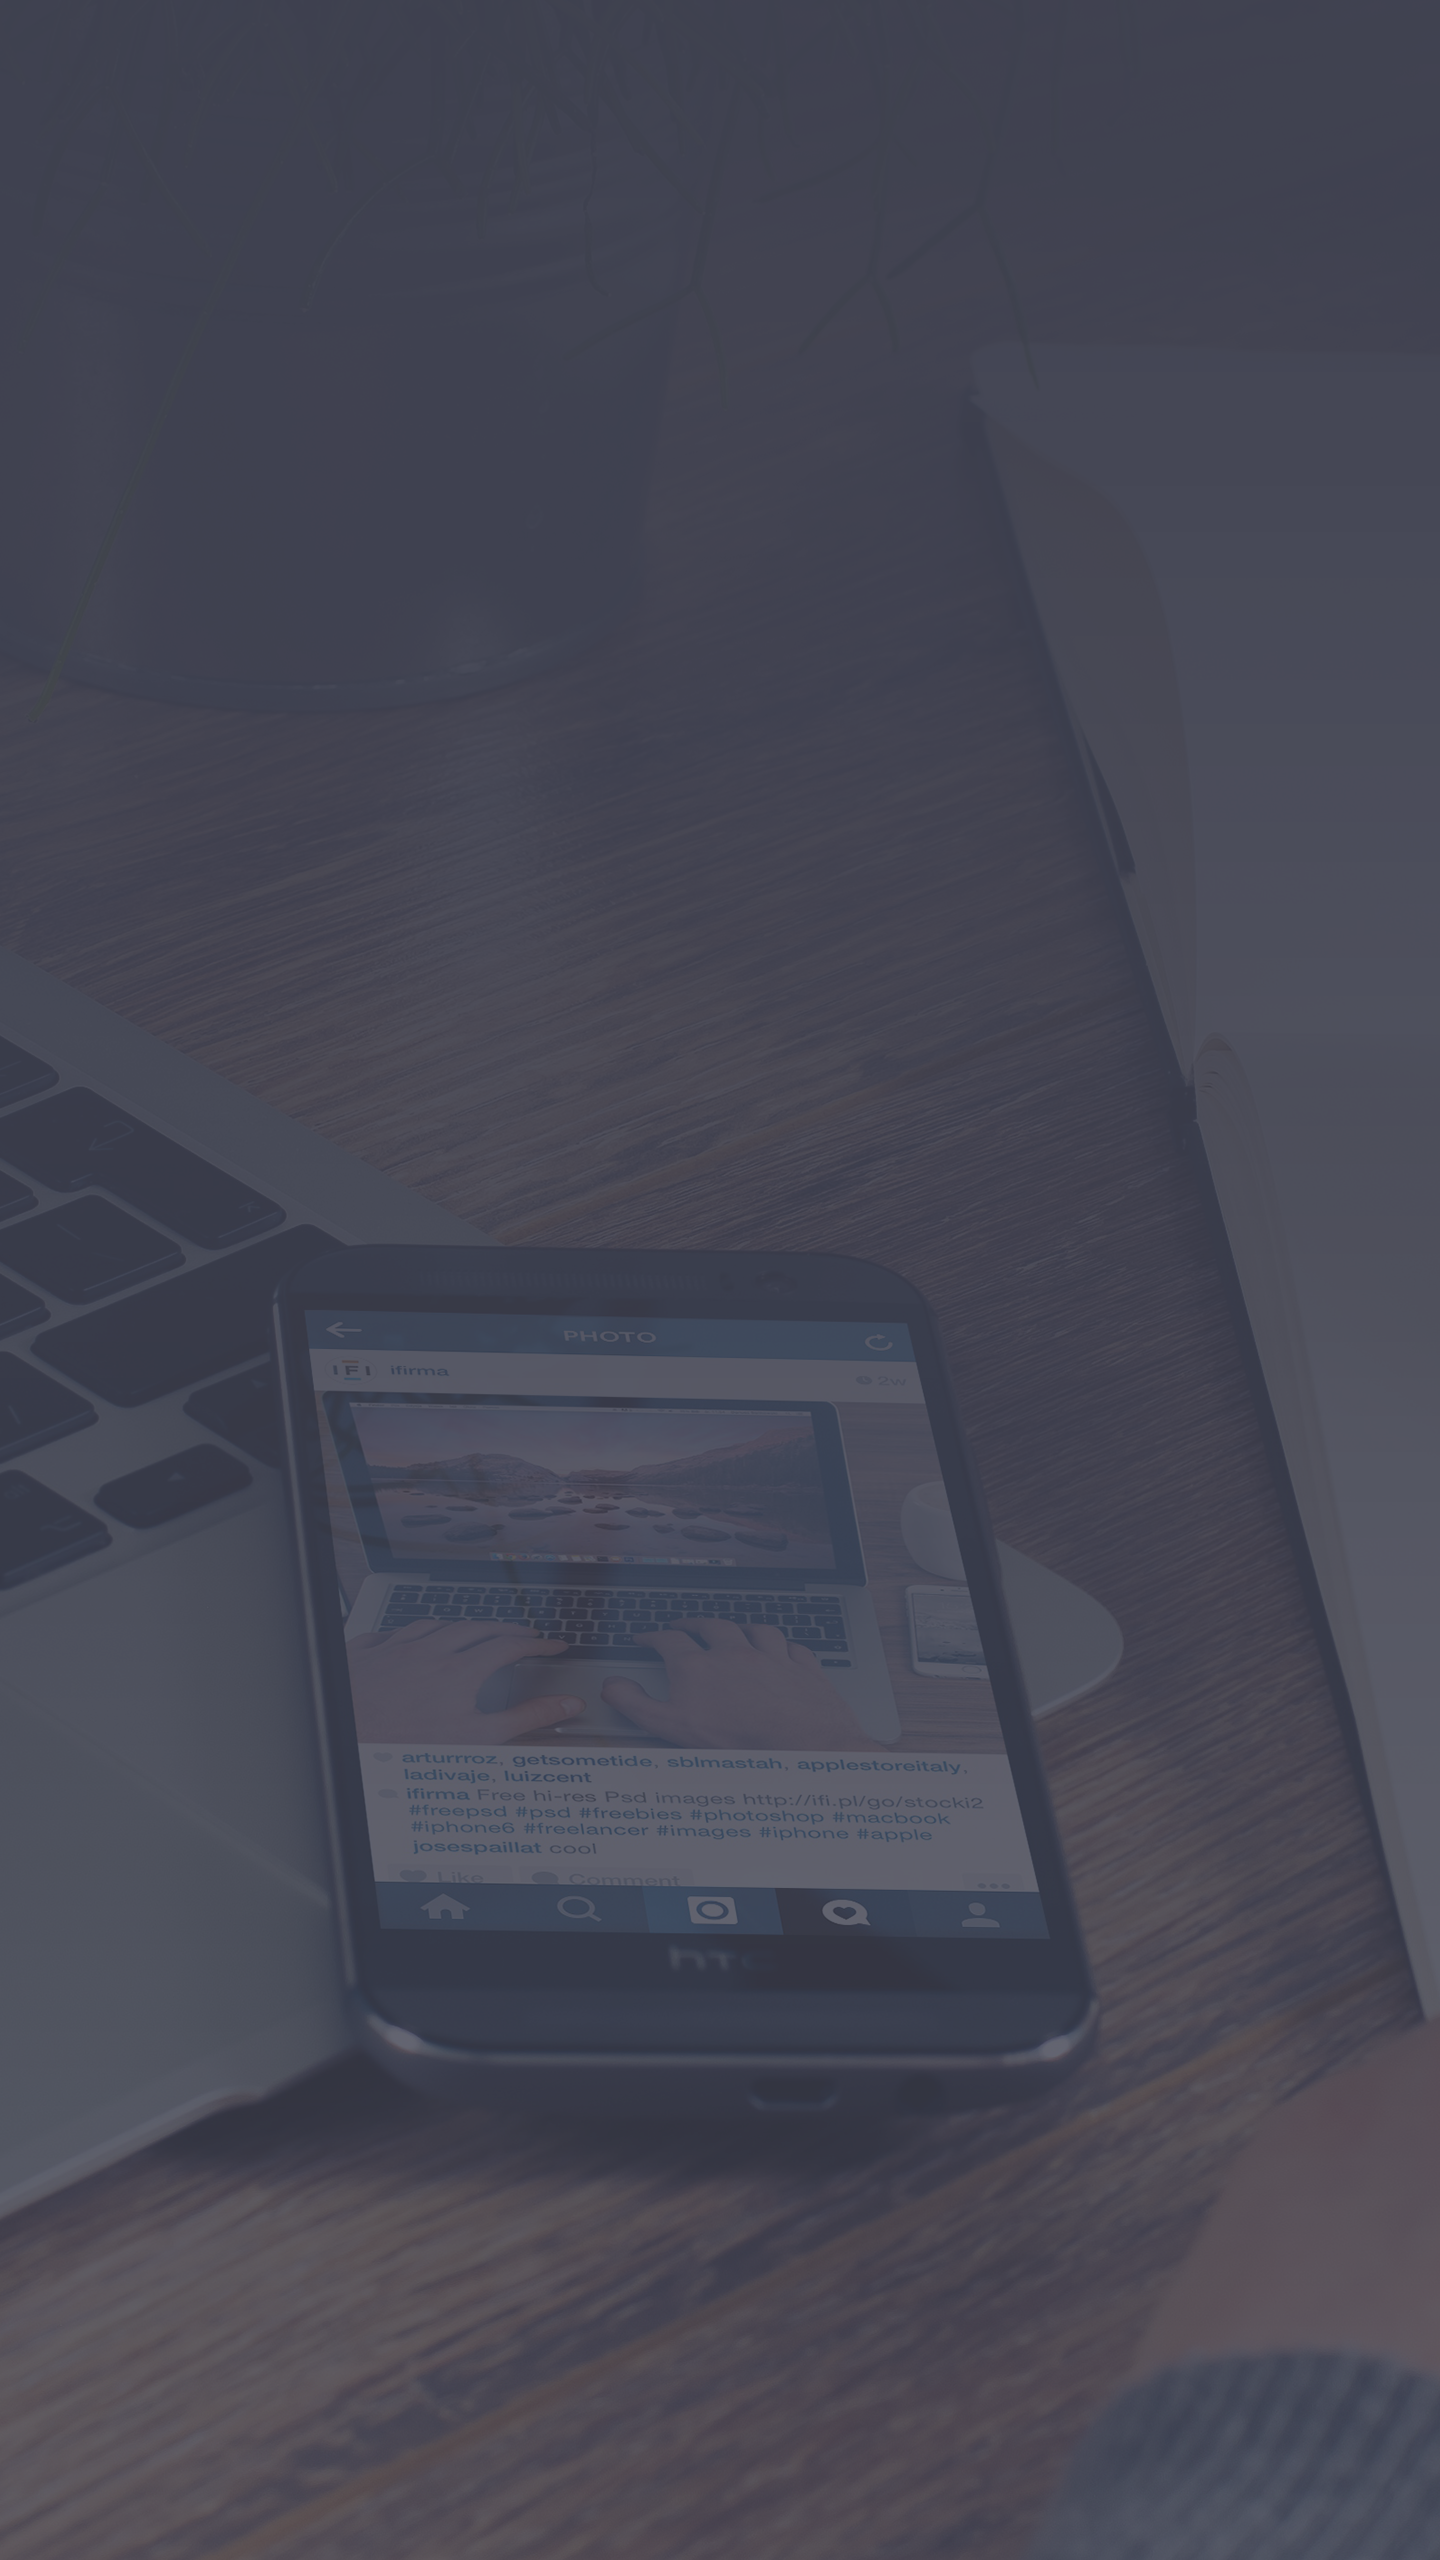 PHOTO
IFI ifirma
2w
arturrroz, getsometide, sblmastah, applestoreitaly,
ladivaje, luizcent
ifirma Free hi-res Psd images http://ifi.pl/go/stocki2
#freepsd #psd #freebies #photoshop #macbook
#iphone6 #freelancer #images #iphone #apple
josespaillat cool
Like Comment
hTC